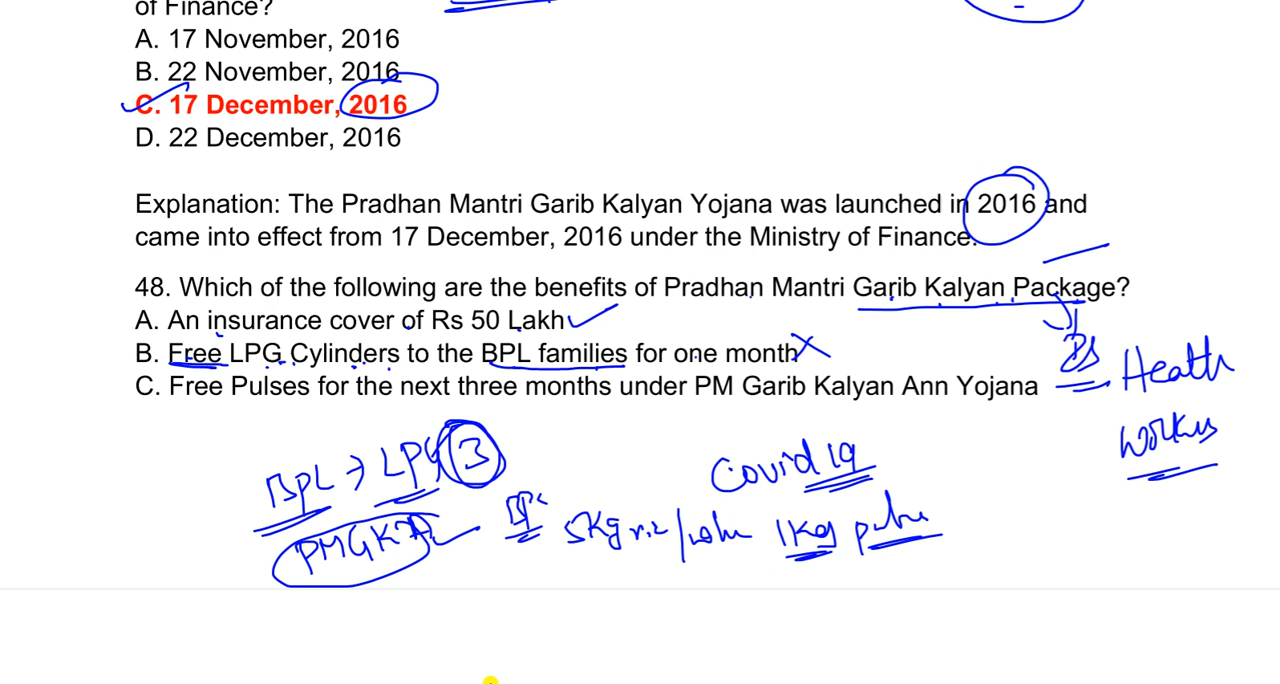 of Finance?
A. 17 November, 2016
B. 22 November, 2016
C. 17 December, 2016
D. 22 December, 2016
Explanation: The Pradhan Mantri Garib Kalyan Yojana was launched in 2016 and
came into effect from 17 December, 2016 under the Ministry of Finance.
48. Which of the following are the benefits of Pradhan Mantri Garib Kalyan Package?
A. An insurance cover of Rs 50 Lakh
B. Free LPG Cylinders to the BPL families for one month
C. Free Pulses for the next three months under PM Garib Kalyan Ann Yojana
Health
workers
BPL → LPG 3
Covid 19
PMGKAY
5Kg 1Kg pulse